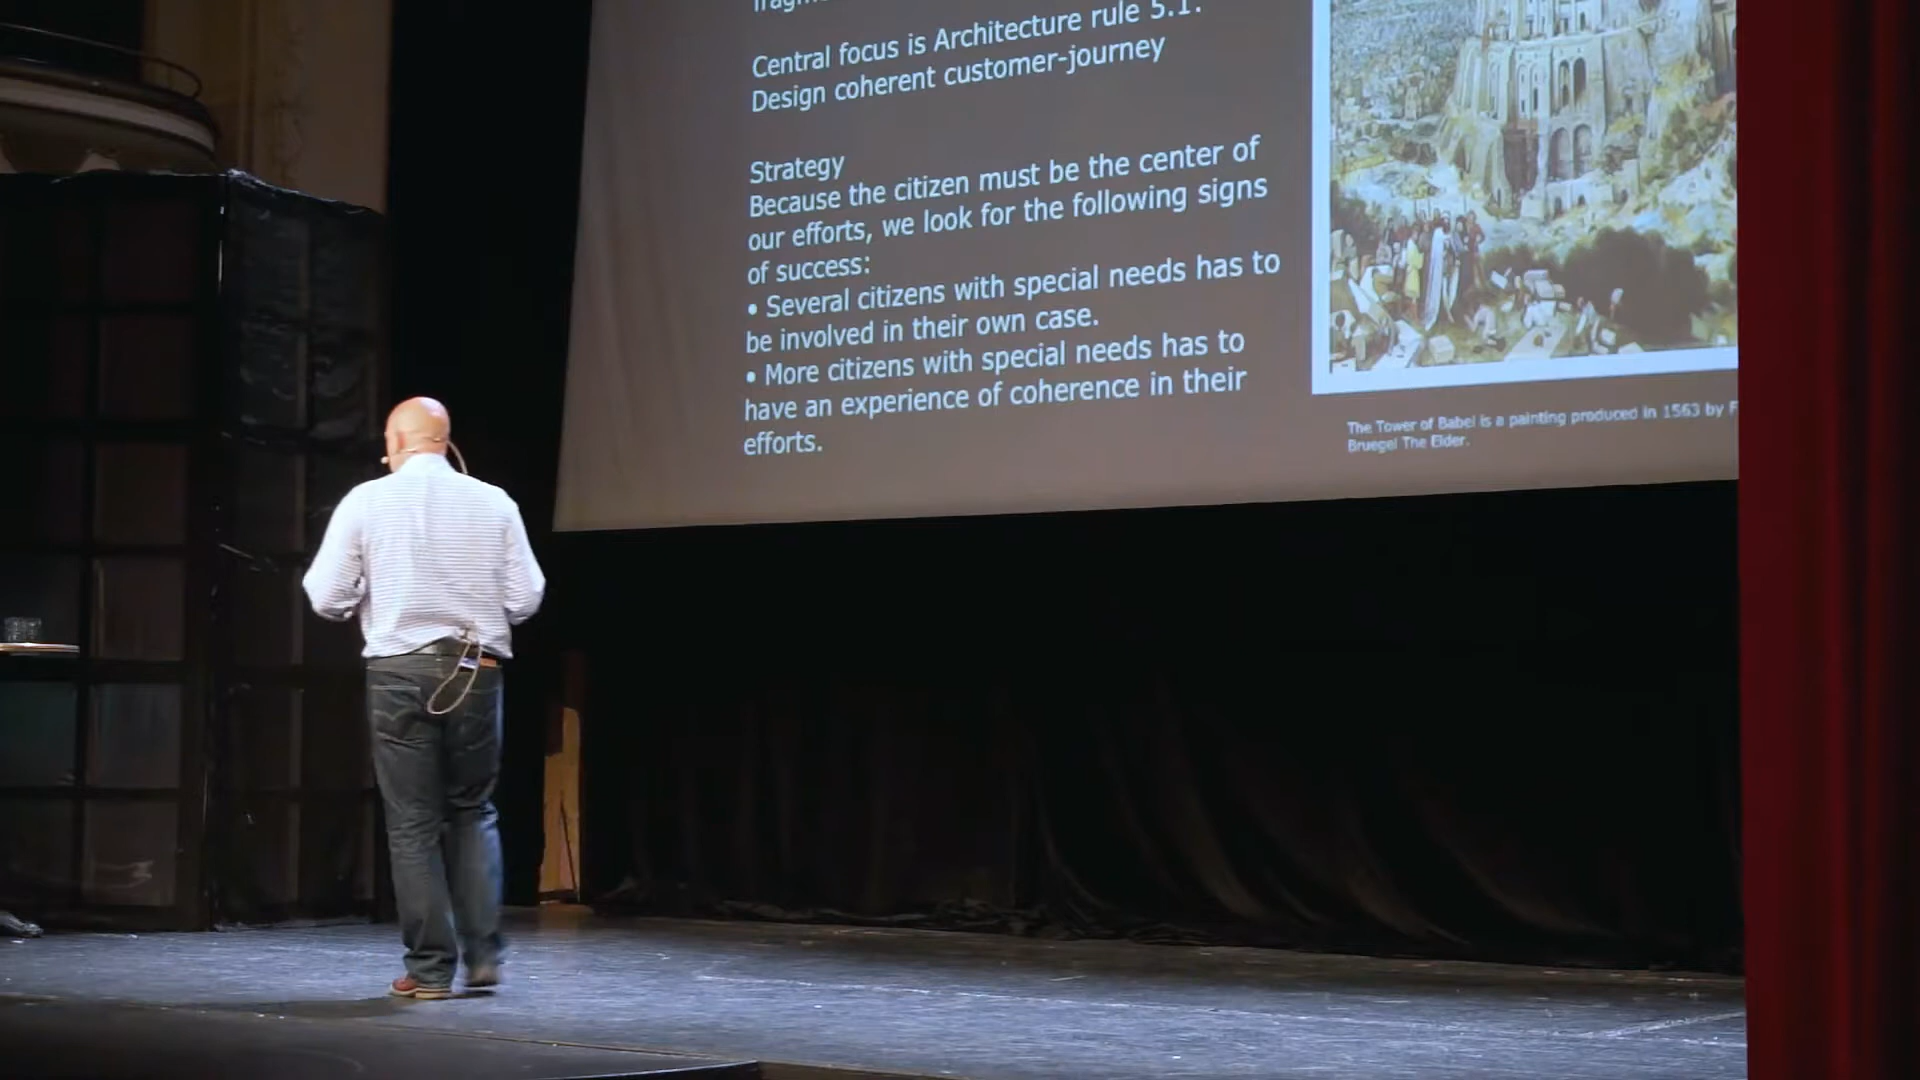 Central focus is Architecture rule 5.1.
Design coherent customer-journey
Strategy
Because the citizen must be the center of
our efforts, we look for the following signs
of success:
• Several citizens with special needs has to
be involved in their own case.
• More citizens with special needs has to
have an experience of coherence in their
efforts.
The Tower of Babel is a painting produced in 1563 by
Bruegel The Elder.